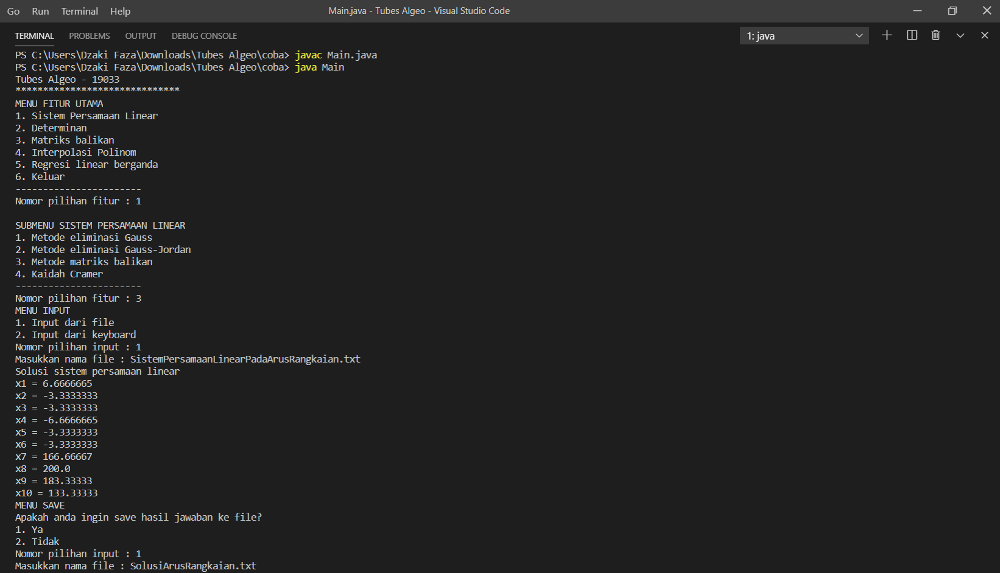 Go Run Terminal Help Main.java - Tubes Algeo - Visual Studio Code
TERMINAL PROBLEMS OUTPUT DEBUG CONSOLE 1: java
PS C:\Users\Dzaki Faza\Downloads\Tubes Algeo\coba> javac Main.java
PS C:\Users\Dzaki Faza\Downloads\Tubes Algeo\coba> java Main
Tubes Algeo - 19033
******************************
MENU FITUR UTAMA
1. Sistem Persamaan Linear
2. Determinan
3. Matriks balikan
4. Interpolasi Polinom
5. Regresi linear berganda
6. Keluar
-----------------------
Nomor pilihan fitur : 1
SUBMENU SISTEM PERSAMAAN LINEAR
1. Metode eliminasi Gauss
2. Metode eliminasi Gauss-Jordan
3. Metode matriks balikan
4. Kaidah Cramer
-----------------------
Nomor pilihan fitur : 3
MENU INPUT
1. Input dari file
2. Input dari keyboard
Nomor pilihan input : 1
Masukkan nama file : SistemPersamaanLinearPadaArusRangkaian.txt
Solusi sistem persamaan linear
x1 = 6.6666665
x2 = -3.3333333
x3 = -3.3333333
x4 = -6.6666665
x5 = -3.3333333
x6 = -3.3333333
x7 = 166.66667
x8 = 200.0
x9 = 183.33333
x10 = 133.33333
MENU SAVE
Apakah anda ingin save hasil jawaban ke file?
1. Ya
2. Tidak
Nomor pilihan input : 1
Masukkan nama file : SolusiArusRangkaian.txt